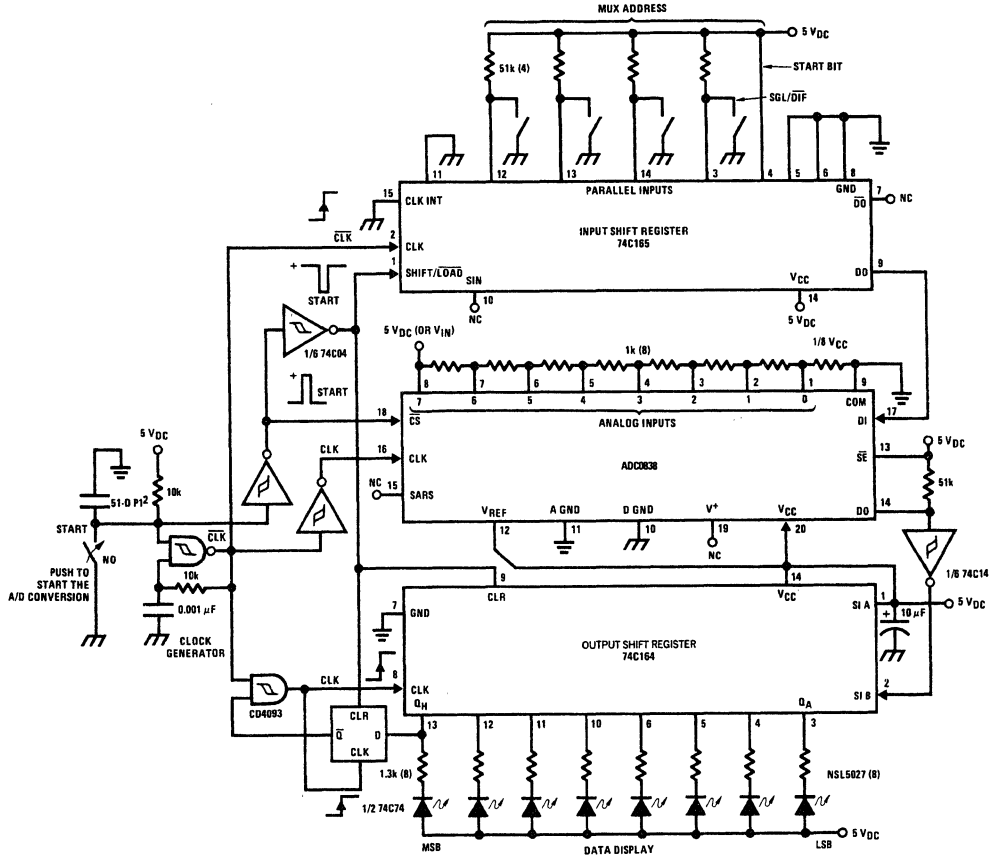 MUX ADDRESS
5 VDC
51k (4)
START BIT
SGL/DIF
11 12 13 14 3 4 5 6 8
PARALLEL INPUTS
GND
15 CLK INT
DO 7 NC
INPUT SHIFT REGISTER
74C165
CLK
2 CLK
1 SHIFT/LOAD
DO 9
SIN
VCC
10
14
NC
5 VDC
+
START
1/6 74C04
5 VDC (OR VIN)
1k (8)
1/8 VCC
+
START
8 7 6 5 4 3 2 1 9
7 6 5 4 3 2 1 0 COM
ANALOG INPUTS
18 CS
DI 17
CLK
16 CLK
ADC0838
SE 13
5 VDC
51k
NC 15 SARS
DO 14
VREF
A GND
D GND
V+
VCC
12 11 10 19 20
NC
5 VDC
10k
51-D P1 2
START
NO
CLK
PUSH TO
START THE
A/D CONVERSION
10k
0.001 µF
CLOCK
GENERATOR
1/6 74C14
9
CLR
14
VCC
7 GND
SI A 1
5 VDC
+ 10 µF
OUTPUT SHIFT REGISTER
74C164
CLK
8 CLK
SI B 2
QH
QA
CD4093
CLR
Q D
CLK
13 12 11 10 6 5 4 3
1.3k (8)
NSL5027 (8)
1/2 74C74
MSB
DATA DISPLAY
LSB
5 VDC